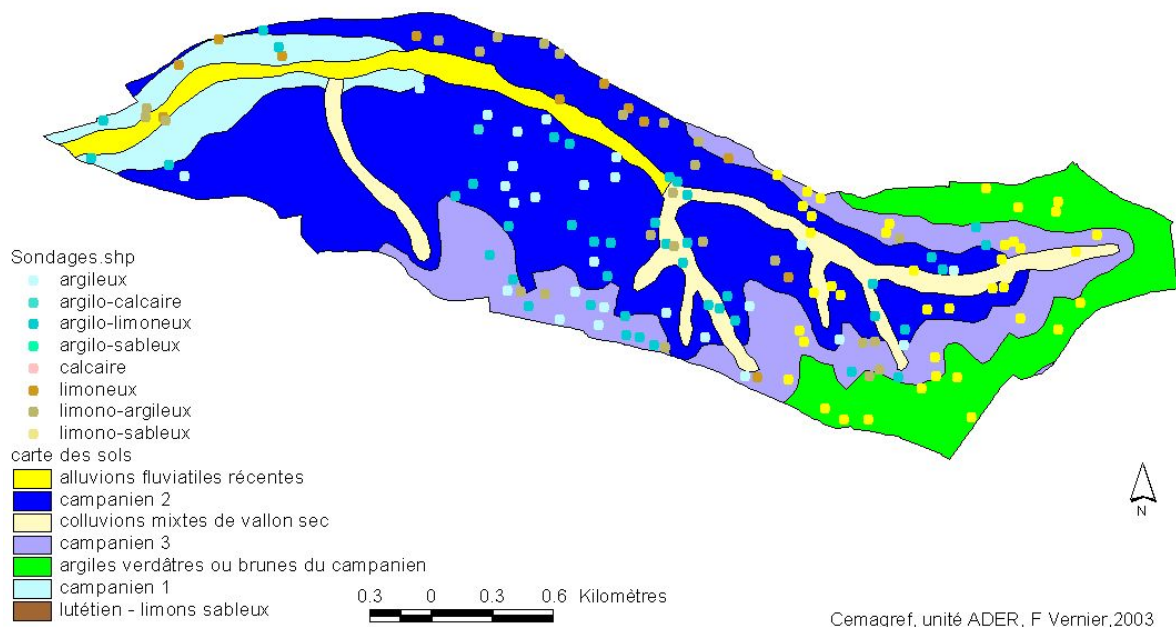 Sondages.shp
argileux
argilo-calcaire
argilo-limoneux
argilo-sableux
calcaire
limoneux
limono-argileux
limono-sableux
carte des sols
alluvions fluviatiles récentes
campanien 2
colluvions mixtes de vallon sec
campanien 3
argiles verdâtres ou brunes du campanien
campanien 1
lutétien - limons sableux
0.3 0 0.3 0.6 Kilomètres
N
Cemagref, unité ADER, F Vernier,2003